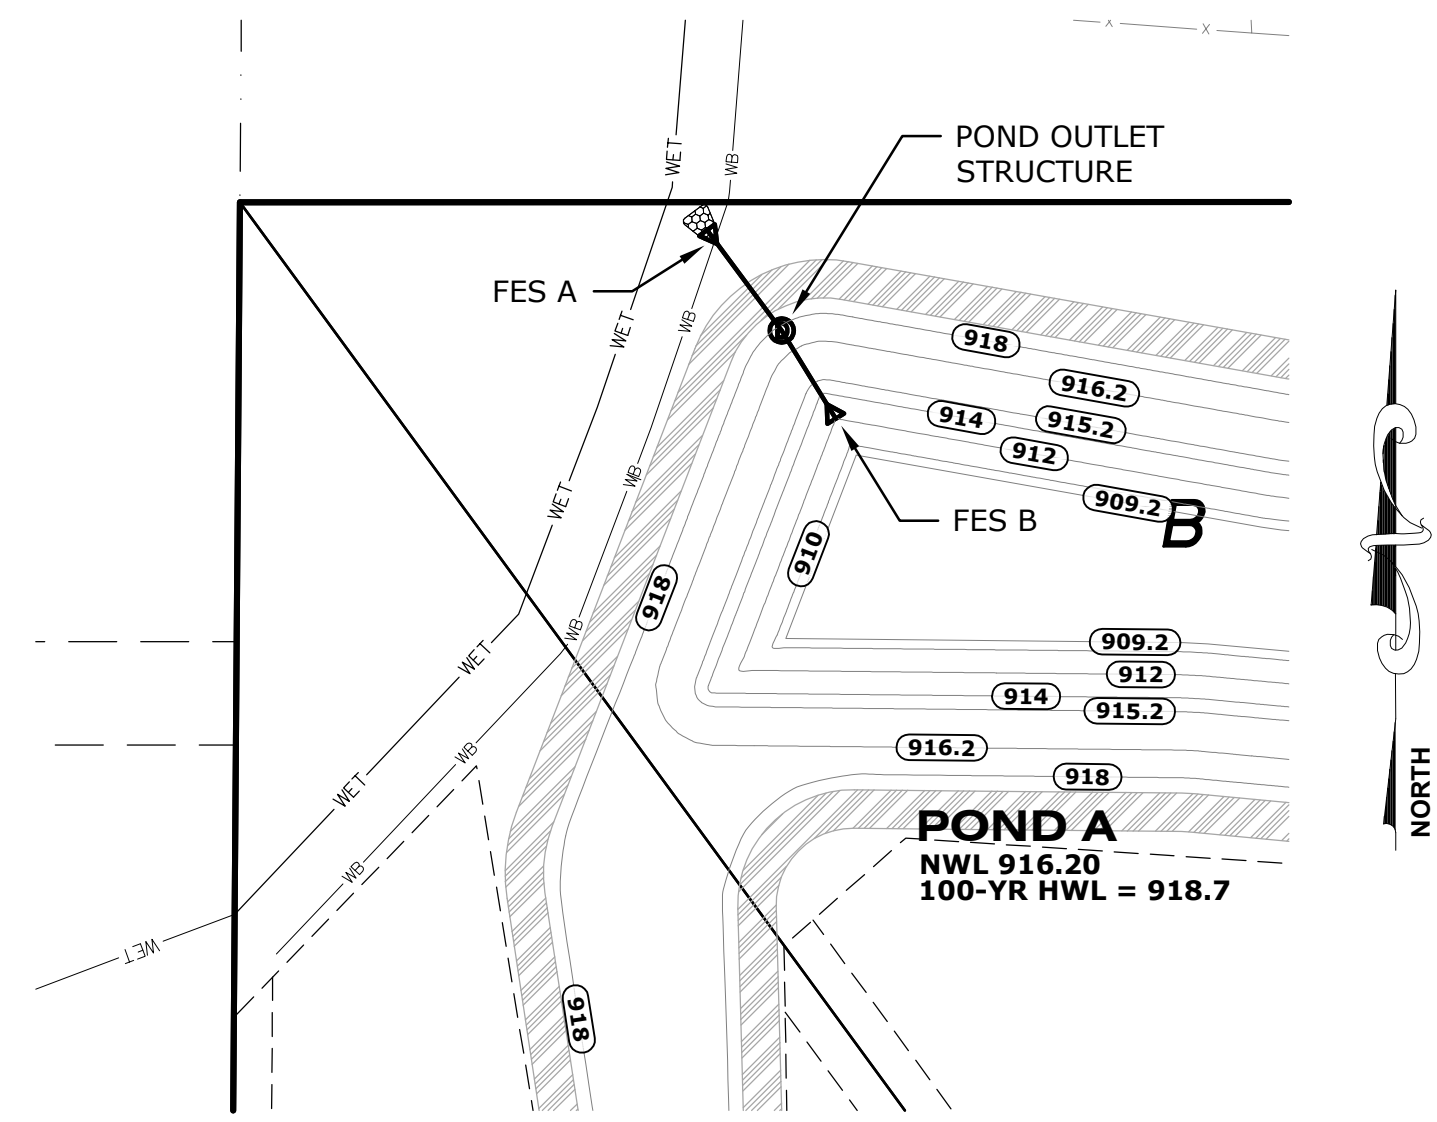 X
X
POND OUTLET
STRUCTURE
WET
WB
FES A
WET
WB
918
916.2
914
915.2
912
909.2
B
FES B
WET
WB
910
918
WB
WET
909.2
912
914
915.2
916.2
918
WB
WET
POND A
NWL 916.20
100-YR HWL = 918.7
WB
WET
918
NORTH